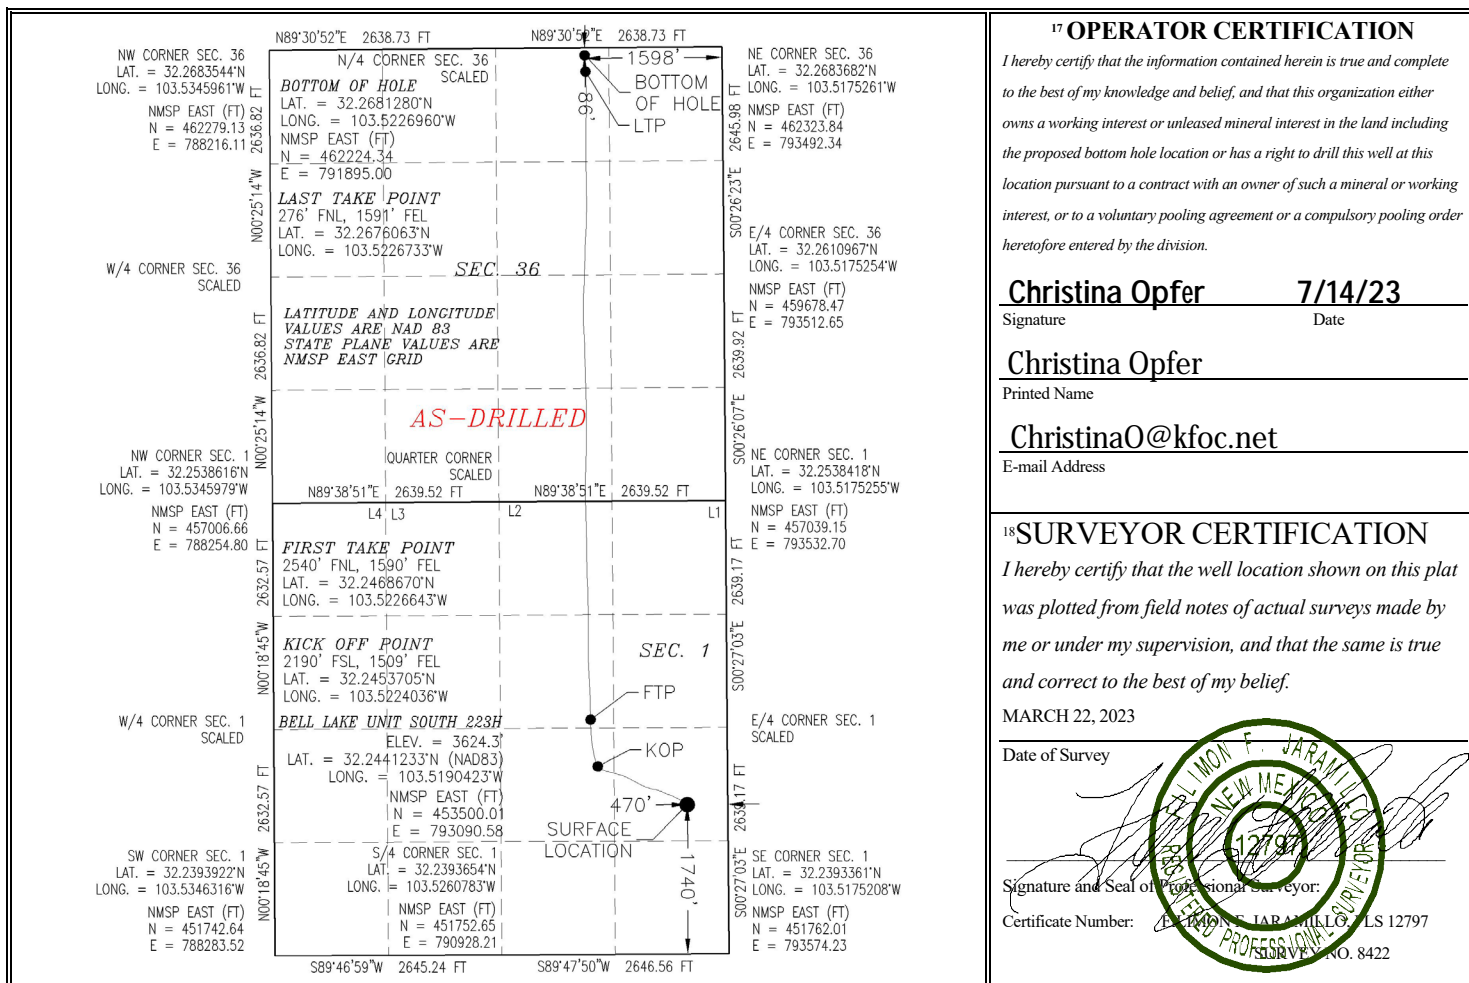 N89°30'52"E 2638.73 FT
N89°30'52"E 2638.73 FT
NW CORNER SEC. 36
LAT. = 32.2683544°N
LONG. = 103.5345961°W
NMSP EAST (FT)
N = 462279.13
E = 788216.11
N/4 CORNER SEC. 36
SCALED
BOTTOM OF HOLE
LAT. = 32.2681280°N
LONG. = 103.5226960°W
NMSP EAST (FT)
N = 462224.34
E = 791895.00
1598'
BOTTOM
OF HOLE
LTP
86'
NE CORNER SEC. 36
LAT. = 32.2683682°N
LONG. = 103.5175261°W
NMSP EAST (FT)
N = 462323.84
E = 793492.34
N00°25'14"W 2636.82 FT
S00°26'23"E 2645.98 FT
LAST TAKE POINT
276' FNL, 1591' FEL
LAT. = 32.2676063°N
LONG. = 103.5226733°W
W/4 CORNER SEC. 36
SCALED
SEC. 36
E/4 CORNER SEC. 36
LAT. = 32.2610967°N
LONG. = 103.5175254°W
NMSP EAST (FT)
N = 459678.47
E = 793512.65
LATITUDE AND LONGITUDE
VALUES ARE NAD 83
STATE PLANE VALUES ARE
NMSP EAST GRID
N00°25'14"W 2636.82 FT
S00°26'07"E 2639.92 FT
AS-DRILLED
NW CORNER SEC. 1
LAT. = 32.2538616°N
LONG. = 103.5345979°W
NMSP EAST (FT)
N = 457006.66
E = 788254.80
QUARTER CORNER
SCALED
N89°38'51"E 2639.52 FT
N89°38'51"E 2639.52 FT
L4 L3 L2 L1
NE CORNER SEC. 1
LAT. = 32.2538418°N
LONG. = 103.5175255°W
NMSP EAST (FT)
N = 457039.15
E = 793532.70
FIRST TAKE POINT
2540' FNL, 1590' FEL
LAT. = 32.2468670°N
LONG. = 103.5226643°W
N00°18'45"W 2632.57 FT
S00°27'03"E 2639.17 FT
KICK OFF POINT
2190' FSL, 1509' FEL
LAT. = 32.2453705°N
LONG. = 103.5224036°W
SEC. 1
FTP
KOP
W/4 CORNER SEC. 1
SCALED
E/4 CORNER SEC. 1
SCALED
BELL LAKE UNIT SOUTH 223H
ELEV. = 3624.3'
LAT. = 32.2441233°N (NAD83)
LONG. = 103.5190423°W
NMSP EAST (FT)
N = 453500.01
E = 793090.58
470'
SURFACE
LOCATION
1740'
N00°18'45"W 2632.57 FT
S00°27'03"E 2639.17 FT
SW CORNER SEC. 1
LAT. = 32.2393922°N
LONG. = 103.5346316°W
NMSP EAST (FT)
N = 451742.64
E = 788283.52
S/4 CORNER SEC. 1
LAT. = 32.2393654°N
LONG. = 103.5260783°W
NMSP EAST (FT)
N = 451752.65
E = 790928.21
SE CORNER SEC. 1
LAT. = 32.2393361°N
LONG. = 103.5175208°W
NMSP EAST (FT)
N = 451762.01
E = 793574.23
S89°46'59"W 2645.24 FT
S89°47'50"W 2646.56 FT
17 OPERATOR CERTIFICATION
I hereby certify that the information contained herein is true and complete
to the best of my knowledge and belief, and that this organization either
owns a working interest or unleased mineral interest in the land including
the proposed bottom hole location or has a right to drill this well at this
location pursuant to a contract with an owner of such a mineral or working
interest, or to a voluntary pooling agreement or a compulsory pooling order
heretofore entered by the division.
Christina Opfer 7/14/23
Signature Date
Christina Opfer
Printed Name
ChristinaO@kfoc.net
E-mail Address
18SURVEYOR CERTIFICATION
I hereby certify that the well location shown on this plat
was plotted from field notes of actual surveys made by
me or under my supervision, and that the same is true
and correct to the best of my belief.
MARCH 22, 2023
Date of Survey
FILIMON F. JARAMILLO
NEW MEXICO
12797
REGISTERED PROFESSIONAL SURVEYOR
Signature and Seal of Professional Surveyor:
Certificate Number: FILIMON F. JARAMILLO, PLS 12797
SURVEY NO. 8422